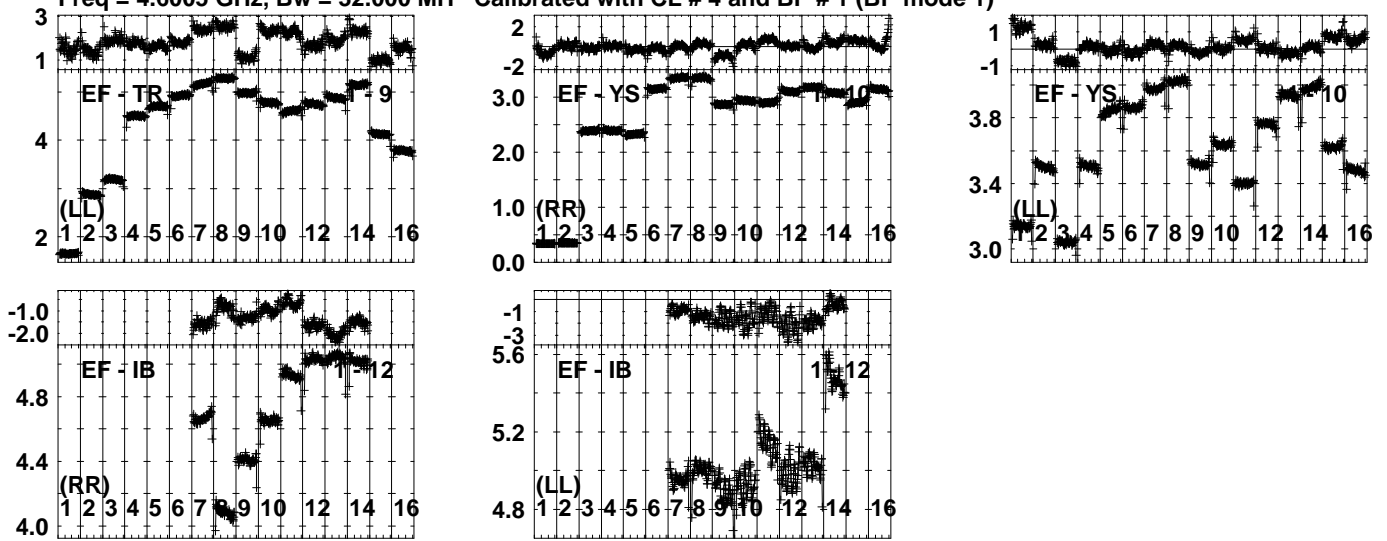 Freq = 4.6005 GHz, Bw = 32.000 MH Calibrated with CL # 4 and BP # 1 (BP mode 1)
3
1
EF - TR
1 - 9
4
2
(LL)
1 2 3 4 5 6 7 8 9 10 12 14 16
2
-2
EF - YS
1 - 10
3.0
2.0
1.0
0.0
(RR)
1 2 3 4 5 6 7 8 9 10 12 14 16
1
-1
EF - YS
1 - 10
3.8
3.4
3.0
(LL)
1 2 3 4 5 6 7 8 9 10 12 14 16
-1.0
-2.0
EF - IB
1 - 12
4.8
4.4
4.0
(RR)
1 2 3 4 5 6 7 8 9 10 12 14 16
-1
-3
EF - IB
1 - 12
5.6
5.2
4.8
(LL)
1 2 3 4 5 6 7 8 9 10 12 14 16